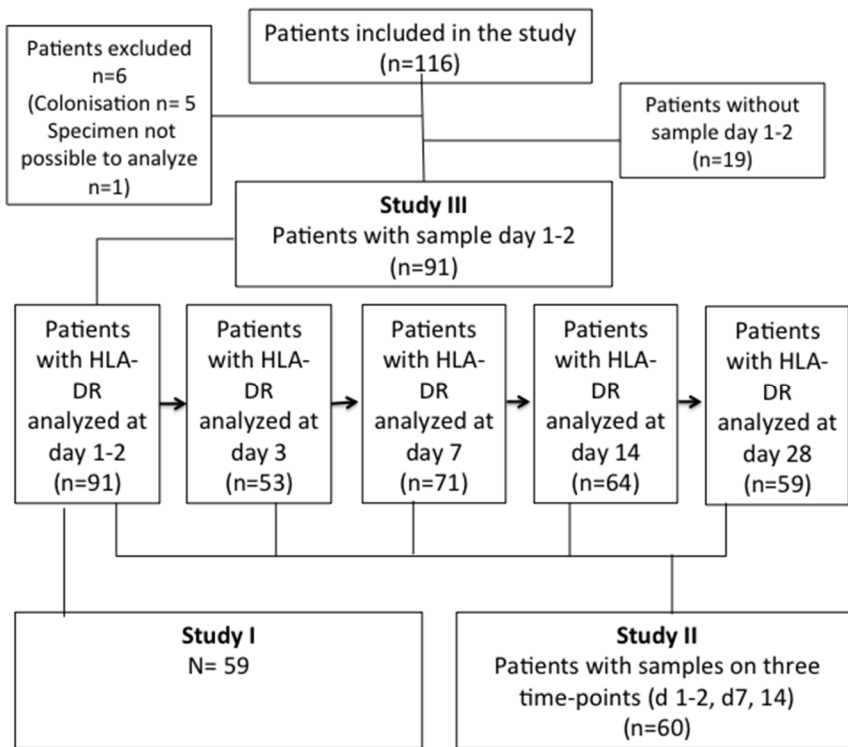 Patients included in the study
(n=116)
Patients excluded
n=6
(Colonisation n= 5
Specimen not
possible to analyze
n=1)
Patients without
sample day 1-2
(n=19)
Study III
Patients with sample day 1-2
(n=91)
Patients
with HLA-
DR
analyzed at
day 1-2
(n=91)
Patients
with HLA-
DR
analyzed at
day 3
(n=53)
Patients
with HLA-
DR
analyzed at
day 7
(n=71)
Patients
with HLA-
DR
analyzed at
day 14
(n=64)
Patients
with HLA-
DR
analyzed at
day 28
(n=59)
Study I
N= 59
Study II
Patients with samples on three
time-points (d 1-2, d7, 14)
(n=60)